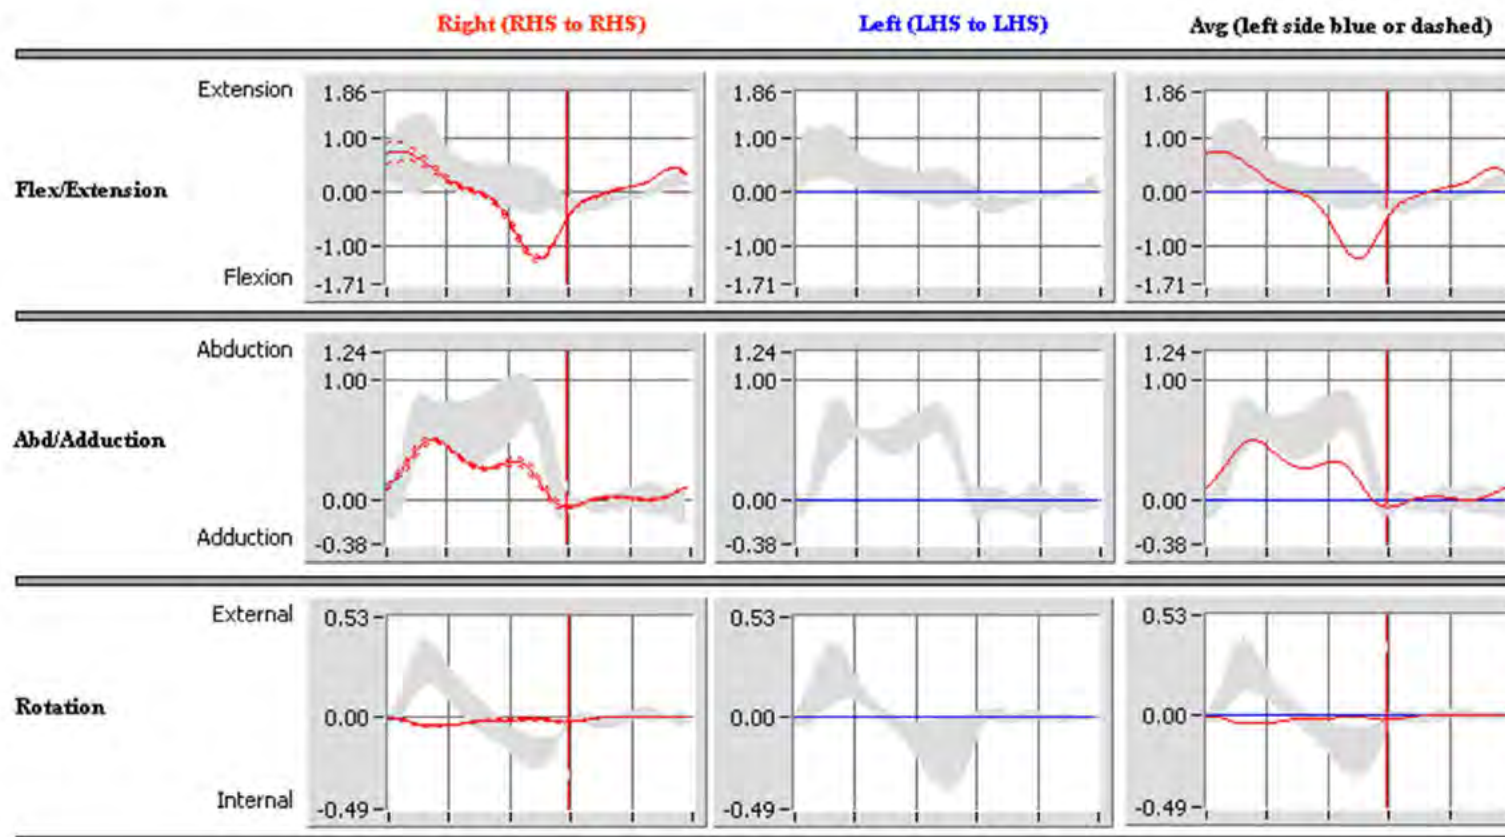 Right (RHS to RHS) Left (LHS to LHS) Avg (left side blue or dashed)
Extension 1.86 1.86 1.86
1.00 1.00 1.00
Flex/Extension 0.00 0.00 0.00
-1.00 -1.00 -1.00
Flexion -1.71 -1.71 -1.71
Abduction 1.24 1.24 1.24
1.00 1.00 1.00
Abd/Adduction
0.00 0.00 0.00
Adduction -0.38 -0.38 -0.38
External 0.53 0.53 0.53
Rotation 0.00 0.00 0.00
Internal -0.49 -0.49 -0.49